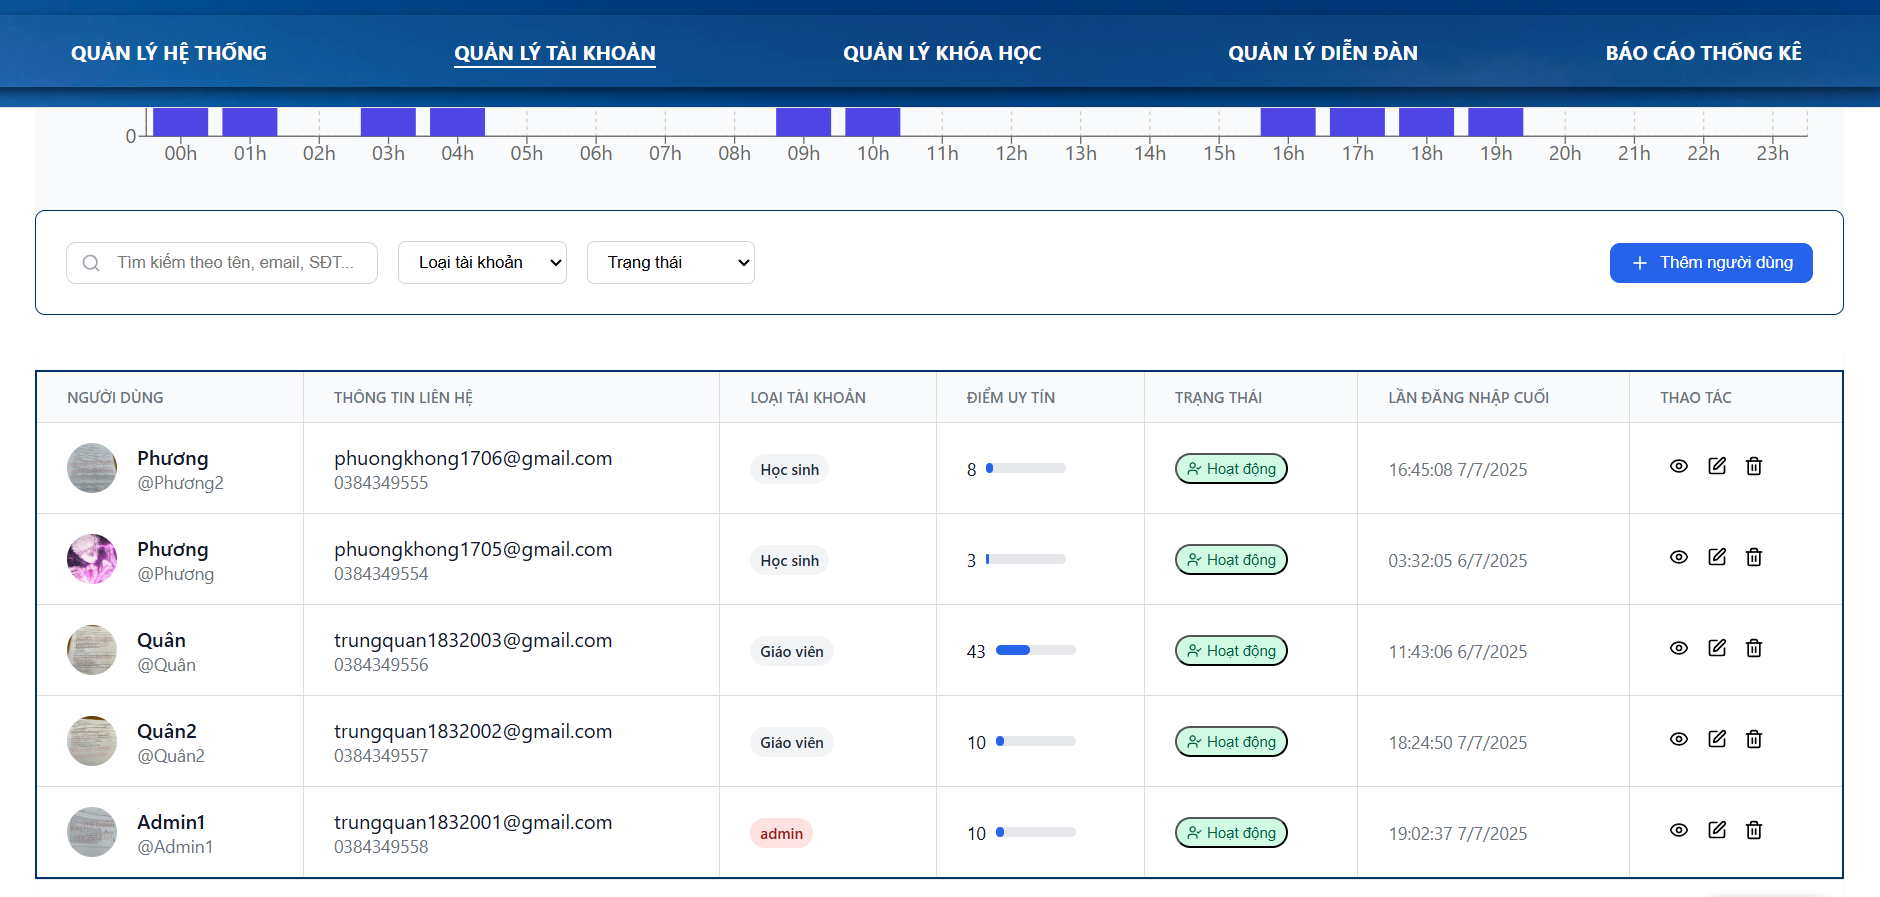 QUẢN LÝ HỆ THỐNG QUẢN LÝ TÀI KHOẢN QUẢN LÝ KHÓA HỌC QUẢN LÝ DIỄN ĐÀN BÁO CÁO THỐNG KÊ
0
00h 01h 02h 03h 04h 05h 06h 07h 08h 09h 10h 11h 12h 13h 14h 15h 16h 17h 18h 19h 20h 21h 22h 23h
Tìm kiếm theo tên, email, SĐT... Loại tài khoản Trạng thái Thêm người dùng
NGƯỜI DÙNG THÔNG TIN LIÊN HỆ LOẠI TÀI KHOẢN ĐIỂM UY TÍN TRẠNG THÁI LẦN ĐĂNG NHẬP CUỐI THAO TÁC
Phương phuongkhong1706@gmail.com
@Phương2 0384349555 Học sinh 8 Hoạt động 16:45:08 7/7/2025
Phương phuongkhong1705@gmail.com
@Phương 0384349554 Học sinh 3 Hoạt động 03:32:05 6/7/2025
Quân trungquan1832003@gmail.com
@Quân 0384349556 Giáo viên 43 Hoạt động 11:43:06 6/7/2025
Quân2 trungquan1832002@gmail.com
@Quân2 0384349557 Giáo viên 10 Hoạt động 18:24:50 7/7/2025
Admin1 trungquan1832001@gmail.com
@Admin1 0384349558 admin 10 Hoạt động 19:02:37 7/7/2025